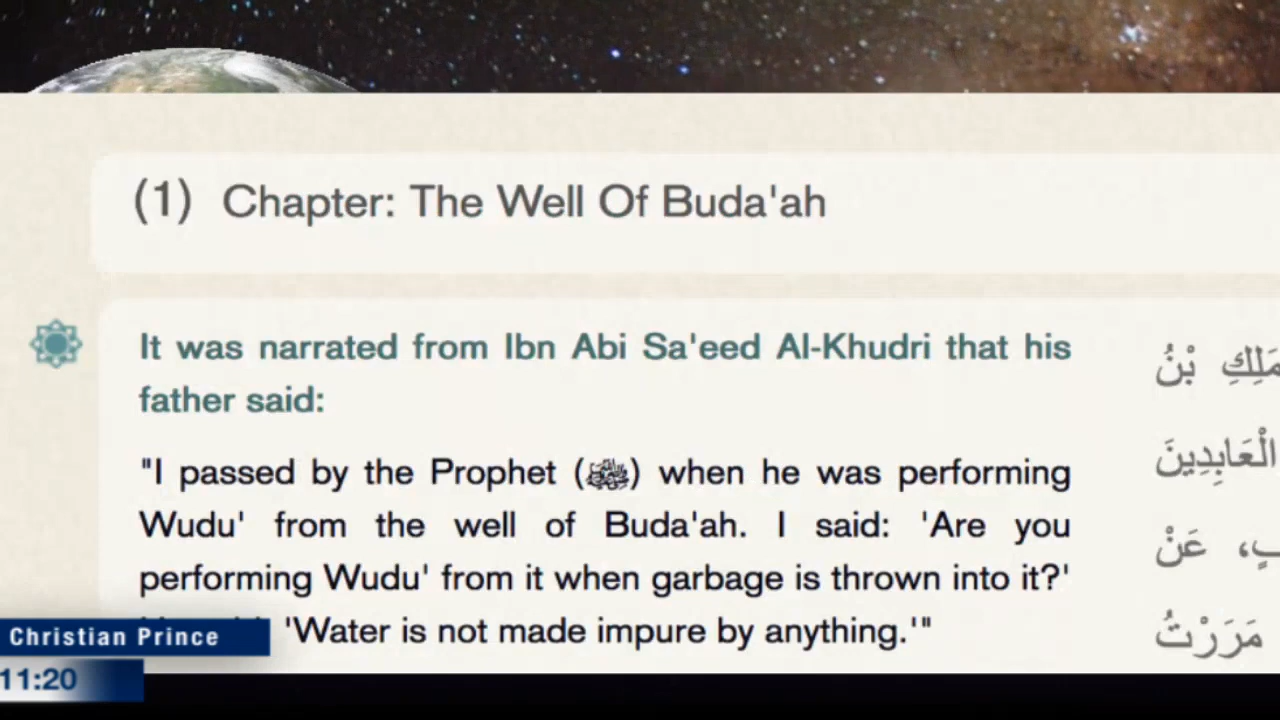 (1) Chapter: The Well Of Buda'ah
It was narrated from Ibn Abi Sa'eed Al-Khudri that his
father said:
"I passed by the Prophet (ﷺ) when he was performing
Wudu' from the well of Buda'ah. I said: 'Are you
performing Wudu' from it when garbage is thrown into it?'
'Water is not made impure by anything.'"
بْنُ
الْعَابِدِينَ
عَنْ
مَرَرْتُ
Christian Prince
11:20